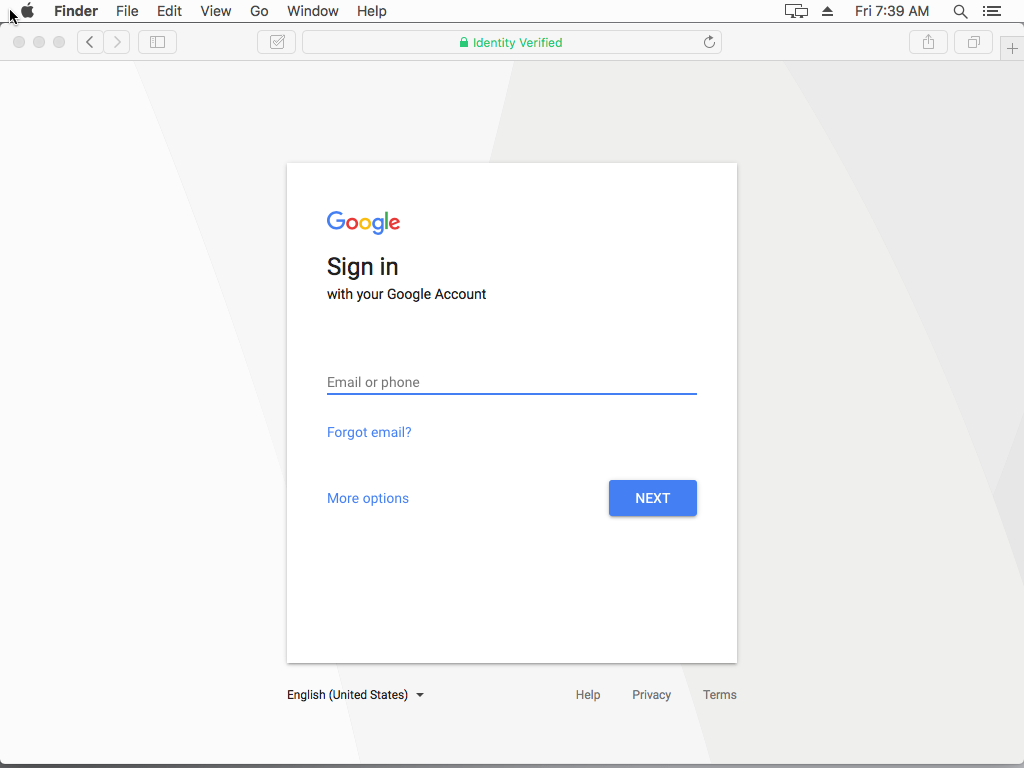 Finder File Edit View Go Window Help Fri 7:39 AM
Identity Verified
Google
Sign in
with your Google Account
Email or phone
Forgot email?
More options NEXT
English (United States) Help Privacy Terms